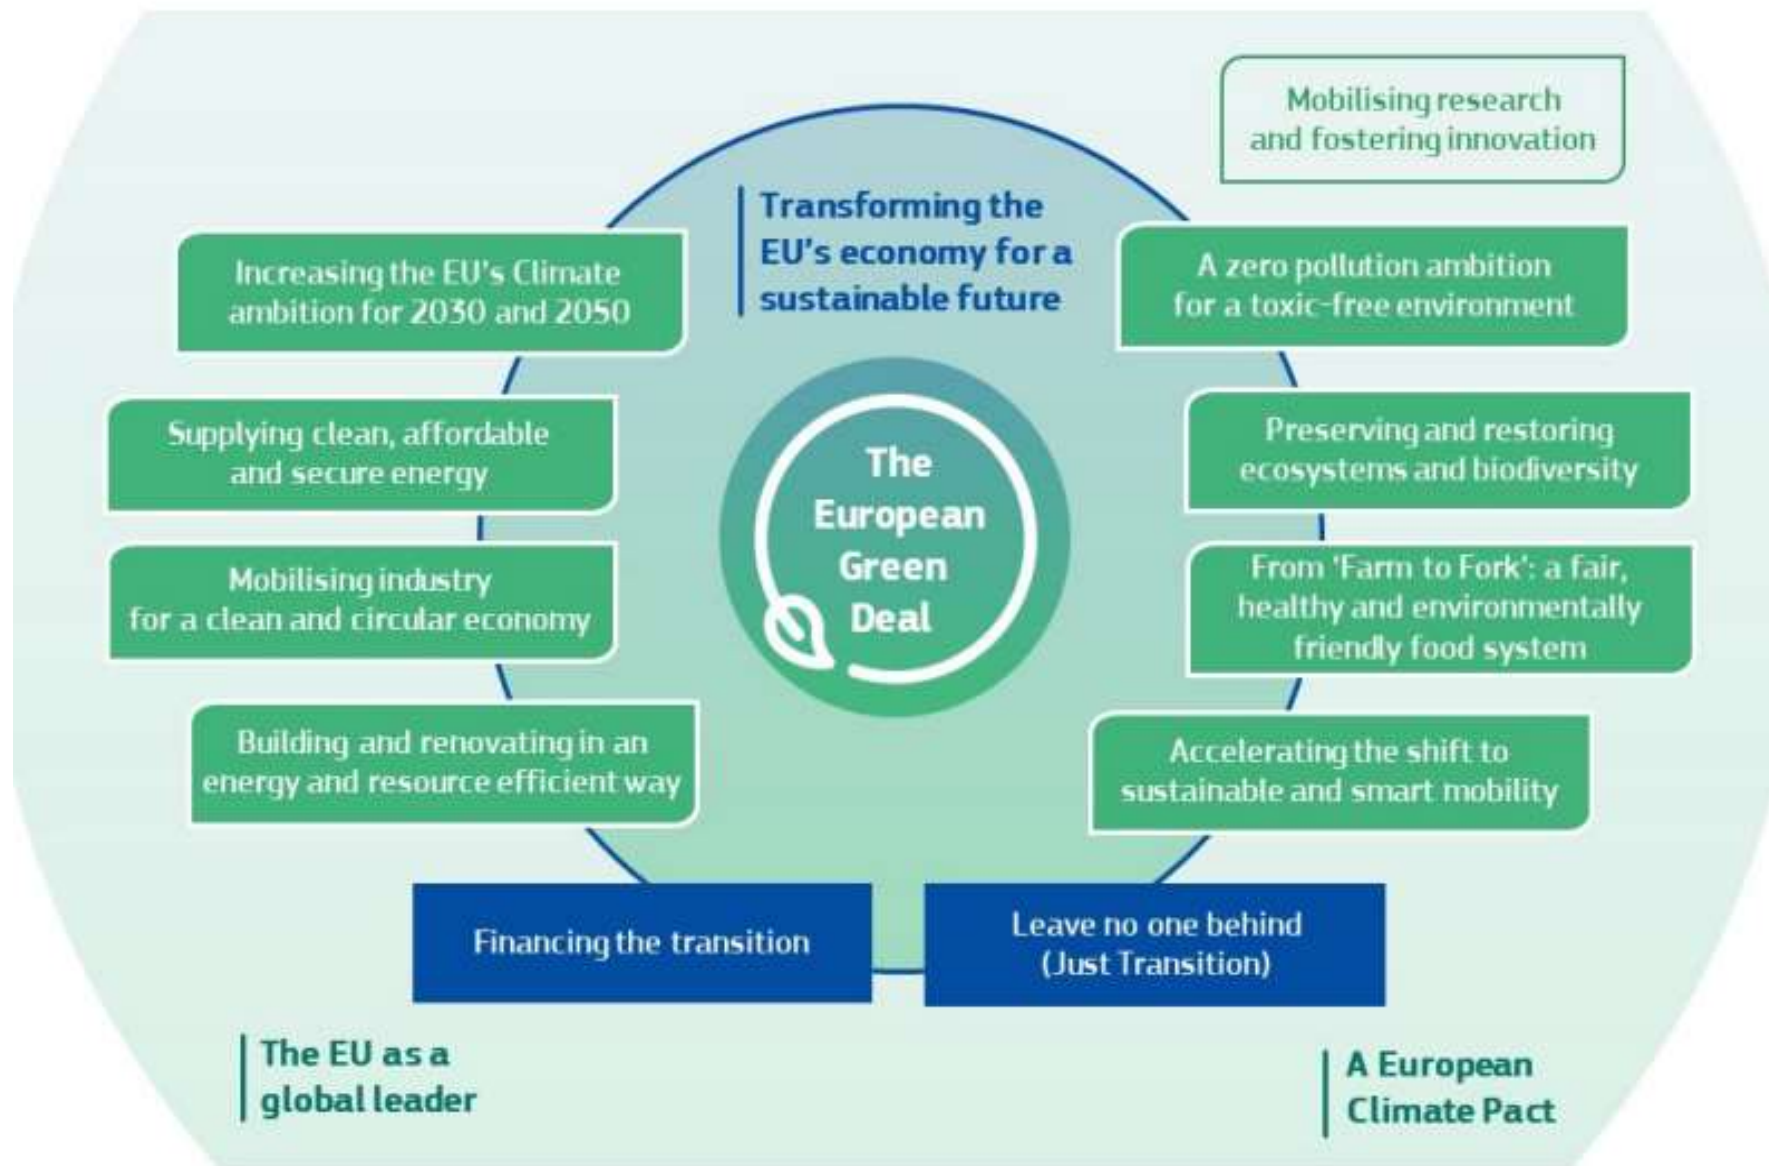 Mobilising research
and fostering innovation
Transforming the
EU's economy for a
sustainable future
Increasing the EU's Climate
ambition for 2030 and 2050
A zero pollution ambition
for a toxic-free environment
Supplying clean, affordable
and secure energy
Preserving and restoring
ecosystems and biodiversity
The
European
Green
Deal
Mobilising industry
for a clean and circular economy
From 'Farm to Fork': a fair,
healthy and environmentally
friendly food system
Building and renovating in an
energy and resource efficient way
Accelerating the shift to
sustainable and smart mobility
Financing the transition
Leave no one behind
(Just Transition)
The EU as a
global leader
A European
Climate Pact